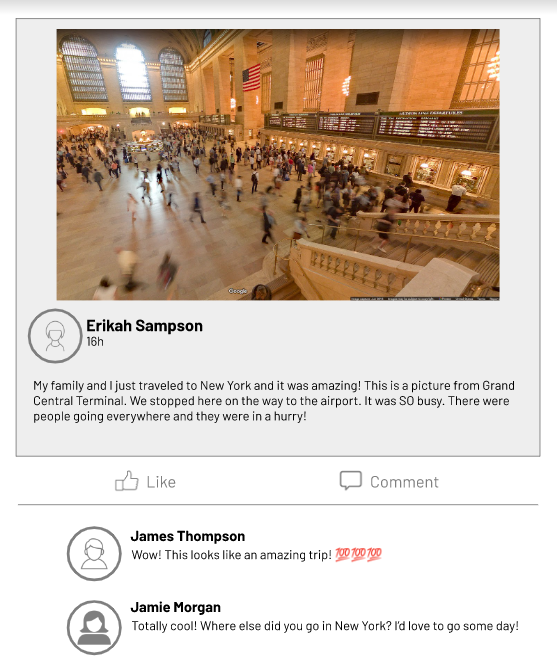 Google
Erikah Sampson
16h
My family and I just traveled to New York and it was amazing! This is a picture from Grand
Central Terminal. We stopped here on the way to the airport. It was SO busy. There were
people going everywhere and they were in a hurry!
Like
Comment
James Thompson
Wow! This looks like an amazing trip! 💯💯💯
Jamie Morgan
Totally cool! Where else did you go in New York? I'd love to go some day!